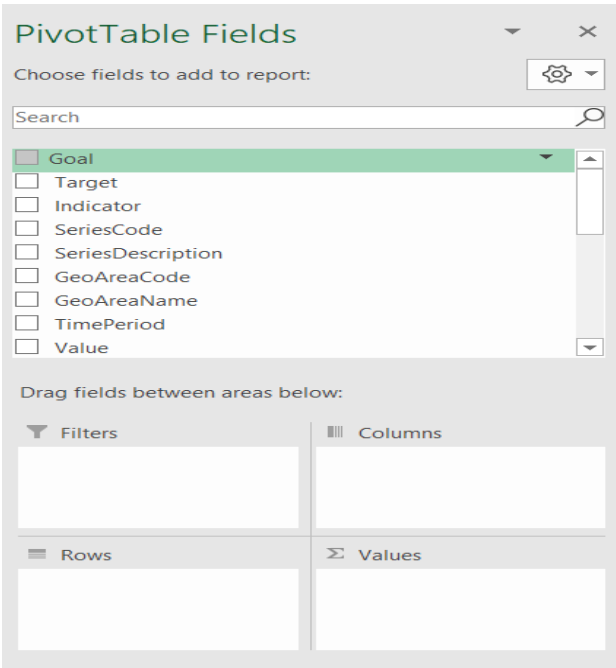 PivotTable Fields
Choose fields to add to report:
Search
Goal
Target
Indicator
SeriesCode
SeriesDescription
GeoAreaCode
GeoAreaName
TimePeriod
Value
Drag fields between areas below:
Filters
Columns
Rows
Σ Values